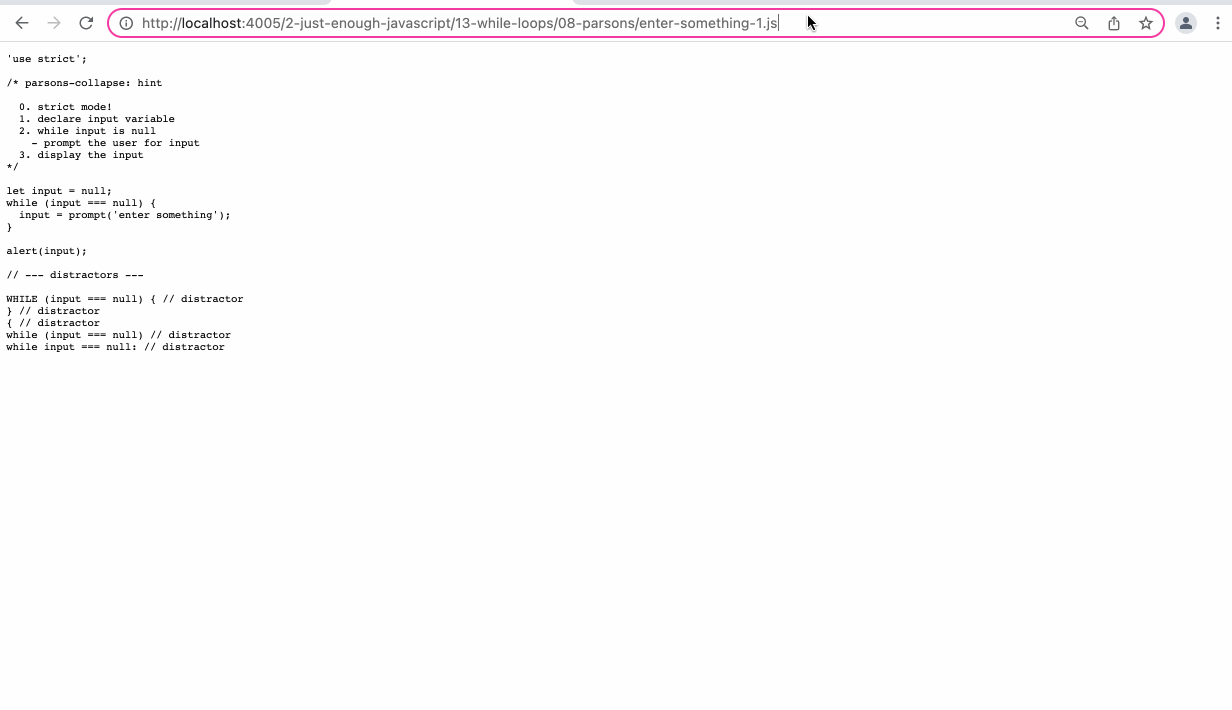 http://localhost:4005/2-just-enough-javascript/13-while-loops/08-parsons/enter-something-1.js
'use strict';
/* parsons-collapse: hint
0. strict mode!
1. declare input variable
2. while input is null
- prompt the user for input
3. display the input
*/
let input = null;
while (input === null) {
input = prompt('enter something');
}
alert(input);
// --- distractors ---
WHILE (input === null) { // distractor
} // distractor
{ // distractor
while (input === null) // distractor
while input === null: // distractor